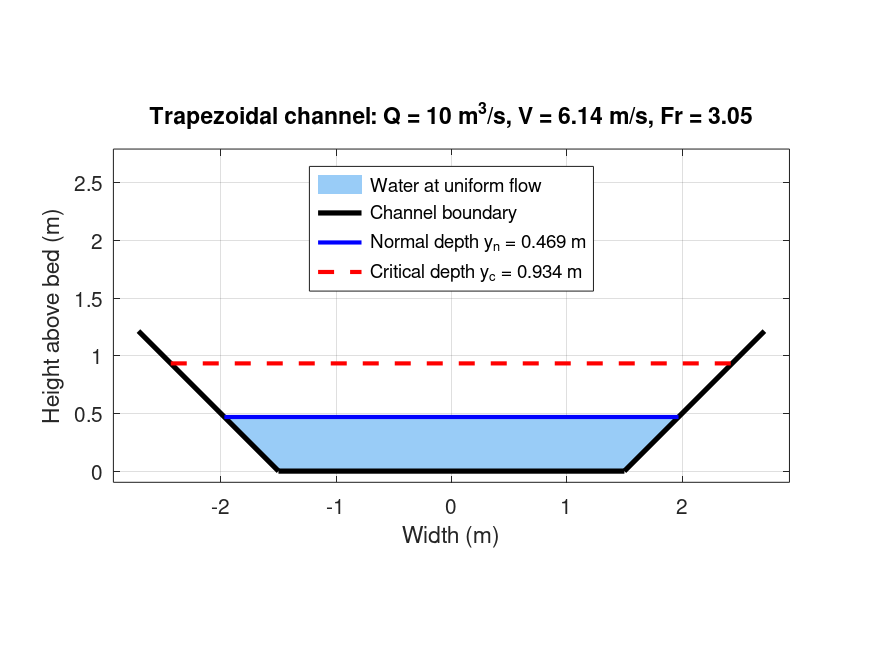 Trapezoidal channel: Q = 10 m³/s, V = 6.14 m/s, Fr = 3.05
Water at uniform flow
Channel boundary
Normal depth yₙ = 0.469 m
Critical depth y_c = 0.934 m
Height above bed (m)
2.5
2
1.5
1
0.5
0
-2
-1
0
1
2
Width (m)